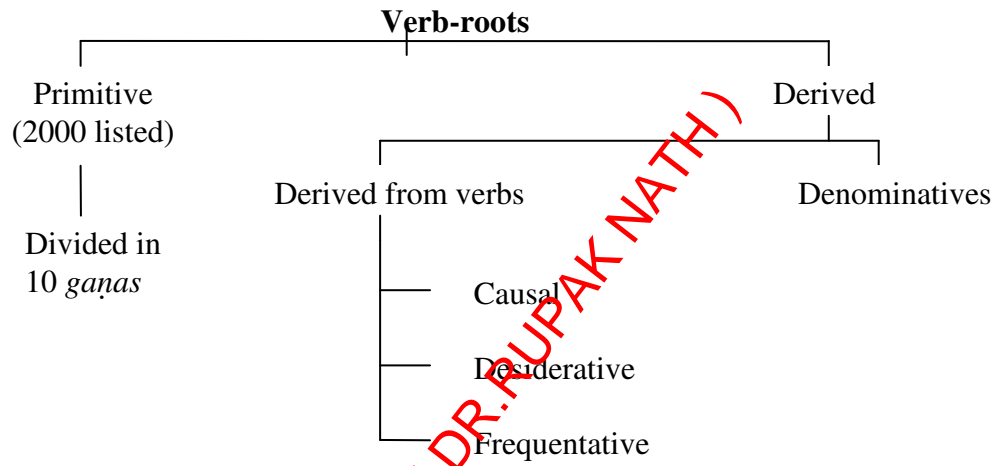 Verb-roots
Primitive
(2000 listed)
Derived
Derived from verbs
Denominatives
Divided in
10 gaṇas
Causal
Desiderative
Frequentative
DR.RUPAK NATH )